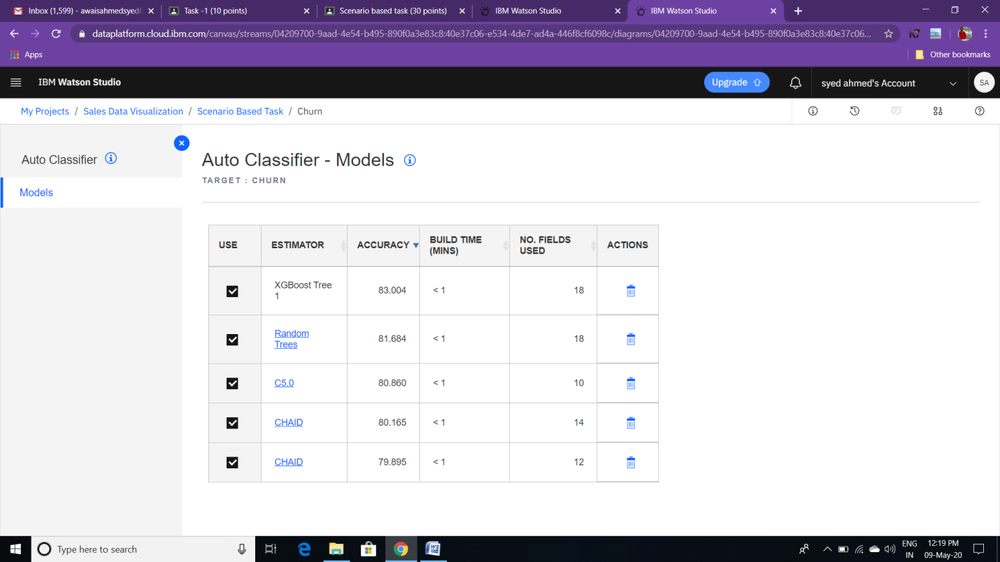 Inbox (1,599) - awaisahmedsyed6
Task -1 (10 points)
Scenario based task (30 points)
IBM Watson Studio
IBM Watson Studio
dataplatform.cloud.ibm.com/canvas/streams/04209700-9aad-4e54-b495-890f0a3e83c8:40e37c06-e534-4de7-ad4a-446f8cf6098c/diagrams/04209700-9aad-4e54-b495-890f0a3e83c8:40e37c06...
Apps
Other bookmarks
IBM Watson Studio
Upgrade
syed ahmed's Account
SA
My Projects / Sales Data Visualization / Scenario Based Task / Churn
Auto Classifier
Models
Auto Classifier - Models
TARGET : CHURN
USE ESTIMATOR ACCURACY BUILD TIME (MINS) NO. FIELDS USED ACTIONS
XGBoost Tree 1 83.004 < 1 18
Random Trees 81.684 < 1 18
C5.0 80.860 < 1 10
CHAID 80.165 < 1 14
CHAID 79.895 < 1 12
Type here to search
ENG
IN
12:19 PM
09-May-20